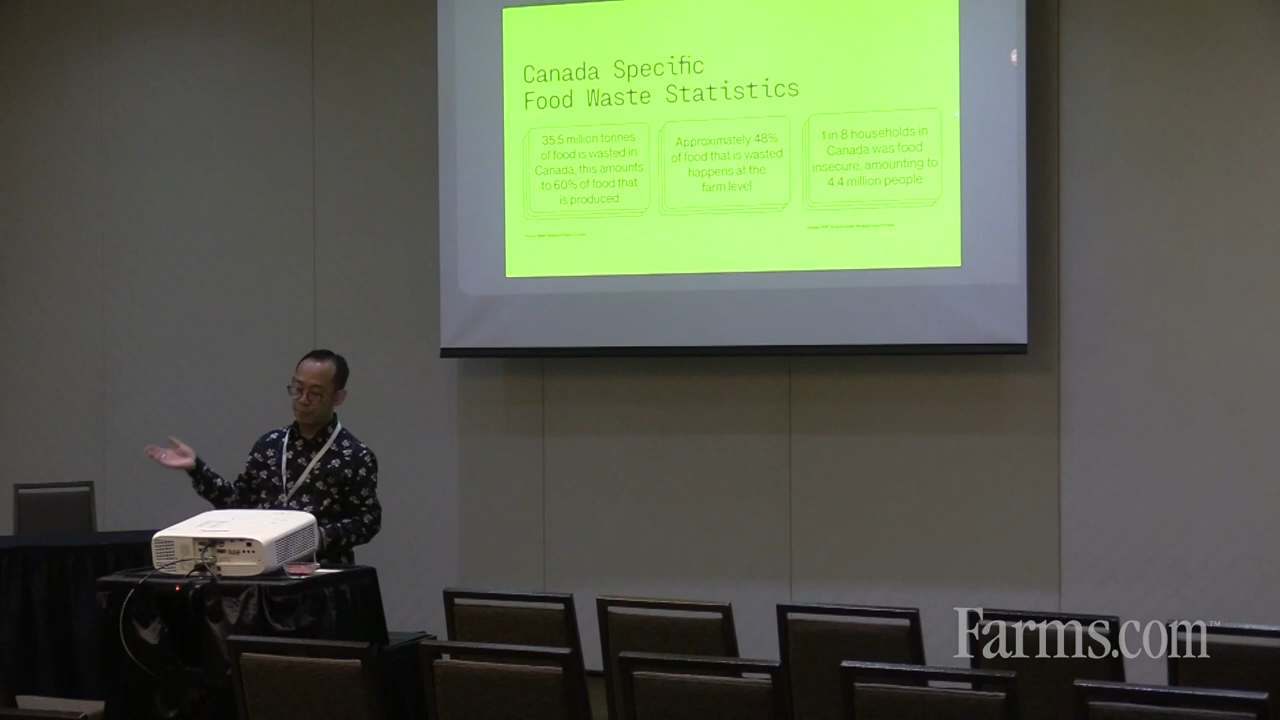 Canada Specific
Food Waste Statistics
35.5 million tonnes
of food is wasted in
Canada, this amounts
to 60% of food that
is produced
Approximately 48%
of food that is wasted
happens at the
farm level
1 in 8 households in
Canada was food
insecure, amounting to
4.4 million people
Farms.com™